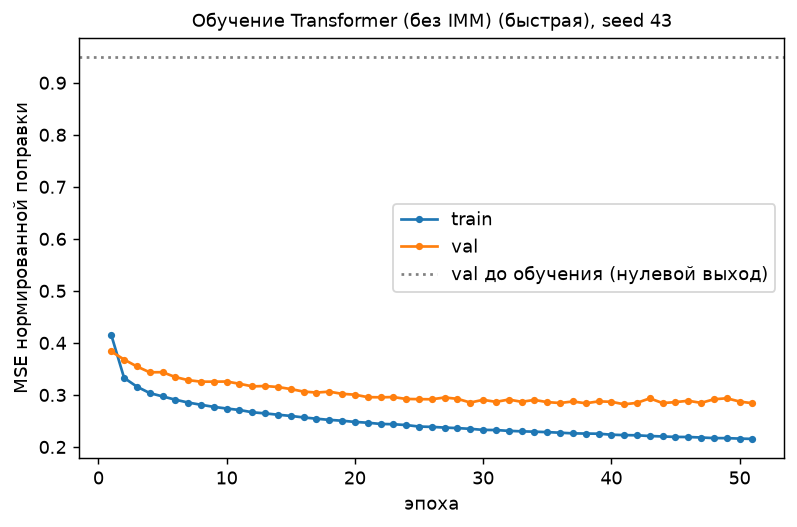 Обучение Transformer (без IMM) (быстрая), seed 43
MSE нормированной поправки
0.9
0.8
0.7
0.6
0.5
0.4
0.3
0.2
train
val
val до обучения (нулевой выход)
0
10
20
30
40
50
эпоха